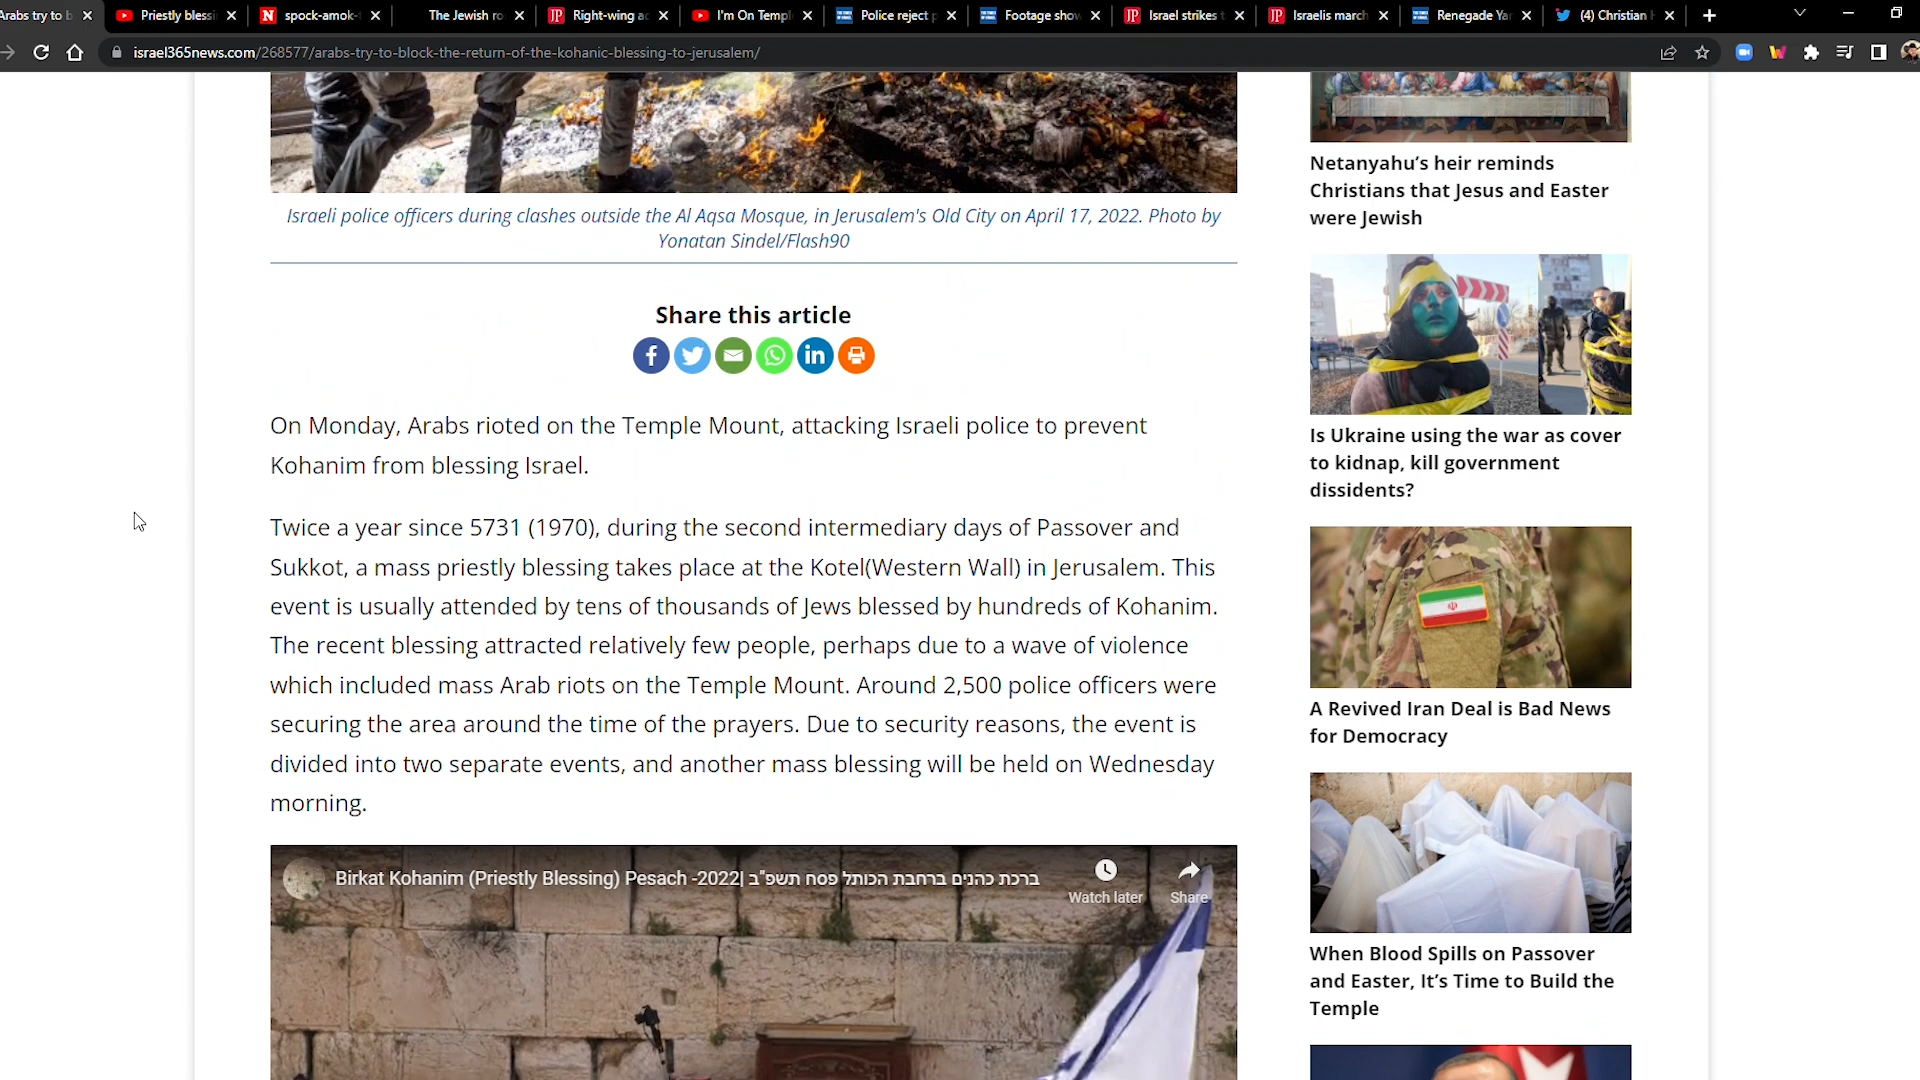 Arabs try to b
Priestly blessi
spock-amok-
The Jewish ro
Right-wing a
I'm On Templ
Police reject p
Footage show
Israel strikes t
Israelis march
Renegade Yar
(4) Christian
israel365news.com/268577/arabs-try-to-block-the-return-of-the-kohanic-blessing-to-jerusalem/
Israeli police officers during clashes outside the Al Aqsa Mosque, in Jerusalem's Old City on April 17, 2022. Photo by
Yonatan Sindel/Flash90
Share this article
On Monday, Arabs rioted on the Temple Mount, attacking Israeli police to prevent
Kohanim from blessing Israel.
Twice a year since 5731 (1970), during the second intermediary days of Passover and
Sukkot, a mass priestly blessing takes place at the Kotel(Western Wall) in Jerusalem. This
event is usually attended by tens of thousands of Jews blessed by hundreds of Kohanim.
The recent blessing attracted relatively few people, perhaps due to a wave of violence
which included mass Arab riots on the Temple Mount. Around 2,500 police officers were
securing the area around the time of the prayers. Due to security reasons, the event is
divided into two separate events, and another mass blessing will be held on Wednesday
morning.
Birkat Kohanim (Priestly Blessing) Pesach -2022| ברכת כהנים ברחבת הכותל פסח תשפ"ב
Watch later
Share
Netanyahu's heir reminds
Christians that Jesus and Easter
were Jewish
Is Ukraine using the war as cover
to kidnap, kill government
dissidents?
A Revived Iran Deal is Bad News
for Democracy
When Blood Spills on Passover
and Easter, It's Time to Build the
Temple